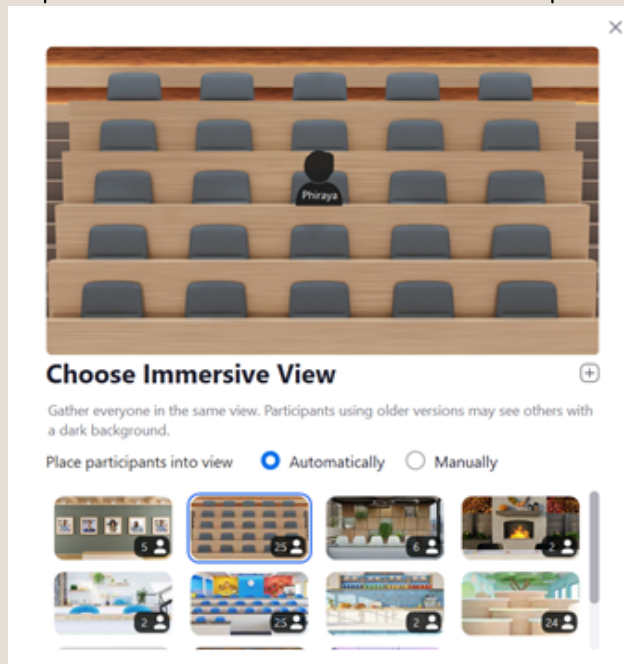 Phiraya
Choose Immersive View
Gather everyone in the same view. Participants using older versions may see others with
a dark background.
Place participants into view Automatically Manually
5 25 6 2
2 25 2 24